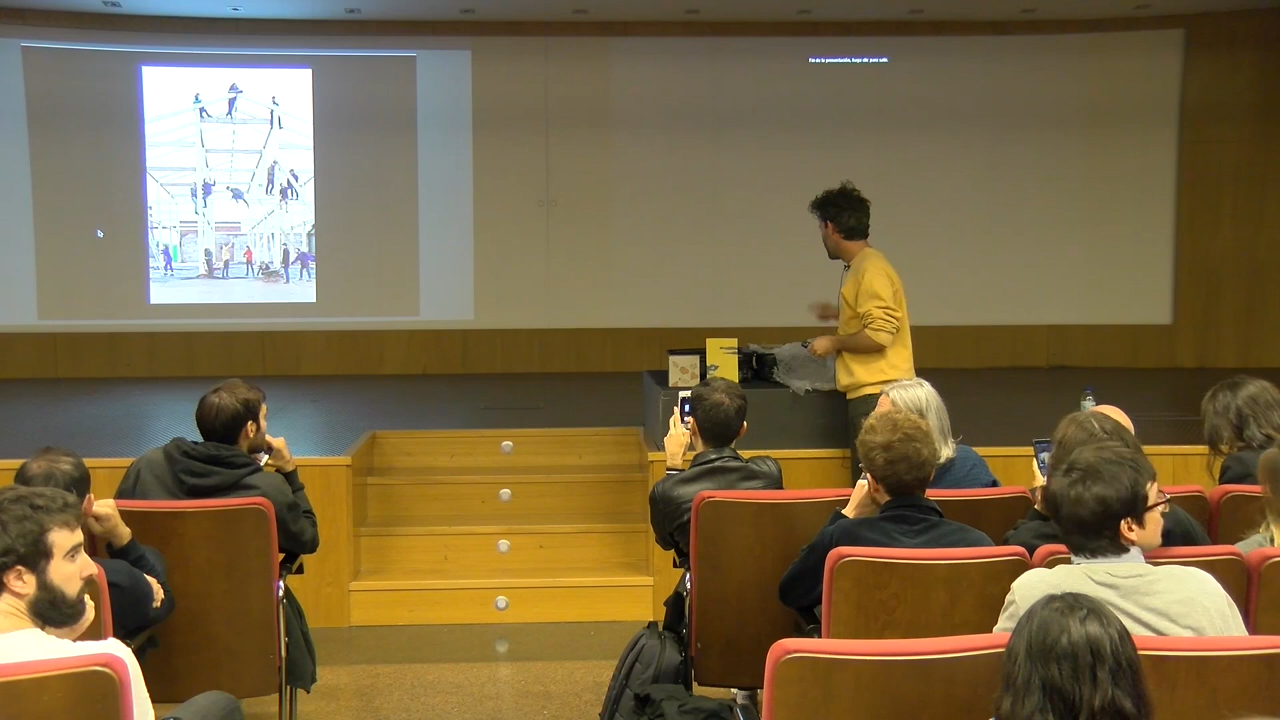 Fin de la presentación, haga clic para salir.